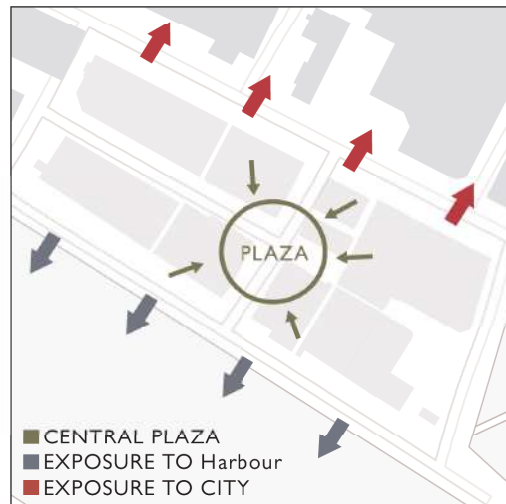 PLAZA
CENTRAL PLAZA
EXPOSURE TO Harbour
EXPOSURE TO CITY